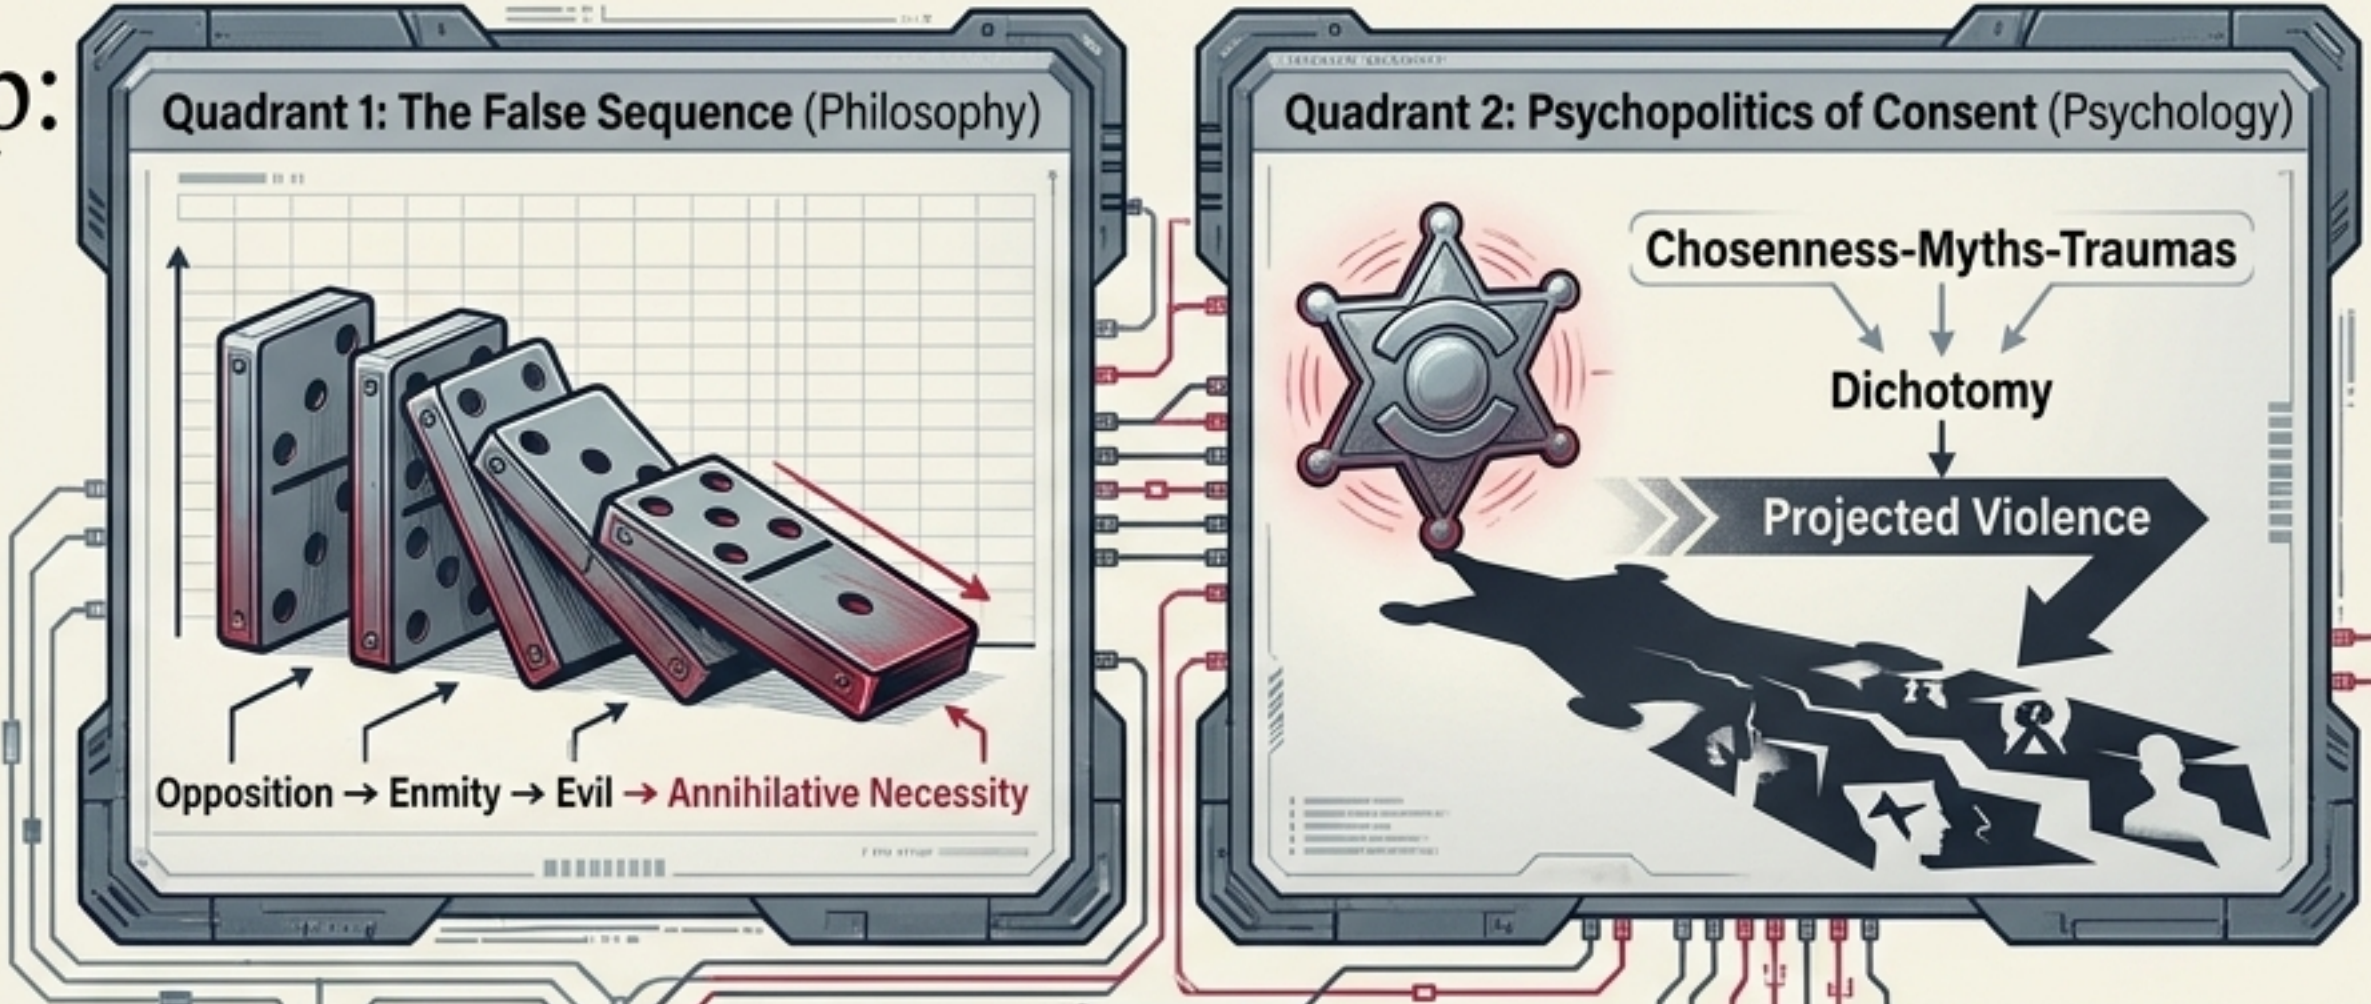 p:
Quadrant 1: The False Sequence (Philosophy)
Opposition → Enmity → Evil → Annihilative Necessity
Quadrant 2: Psychopolitics of Consent (Psychology)
Chosenness-Myths-Traumas
Dichotomy
Projected Violence